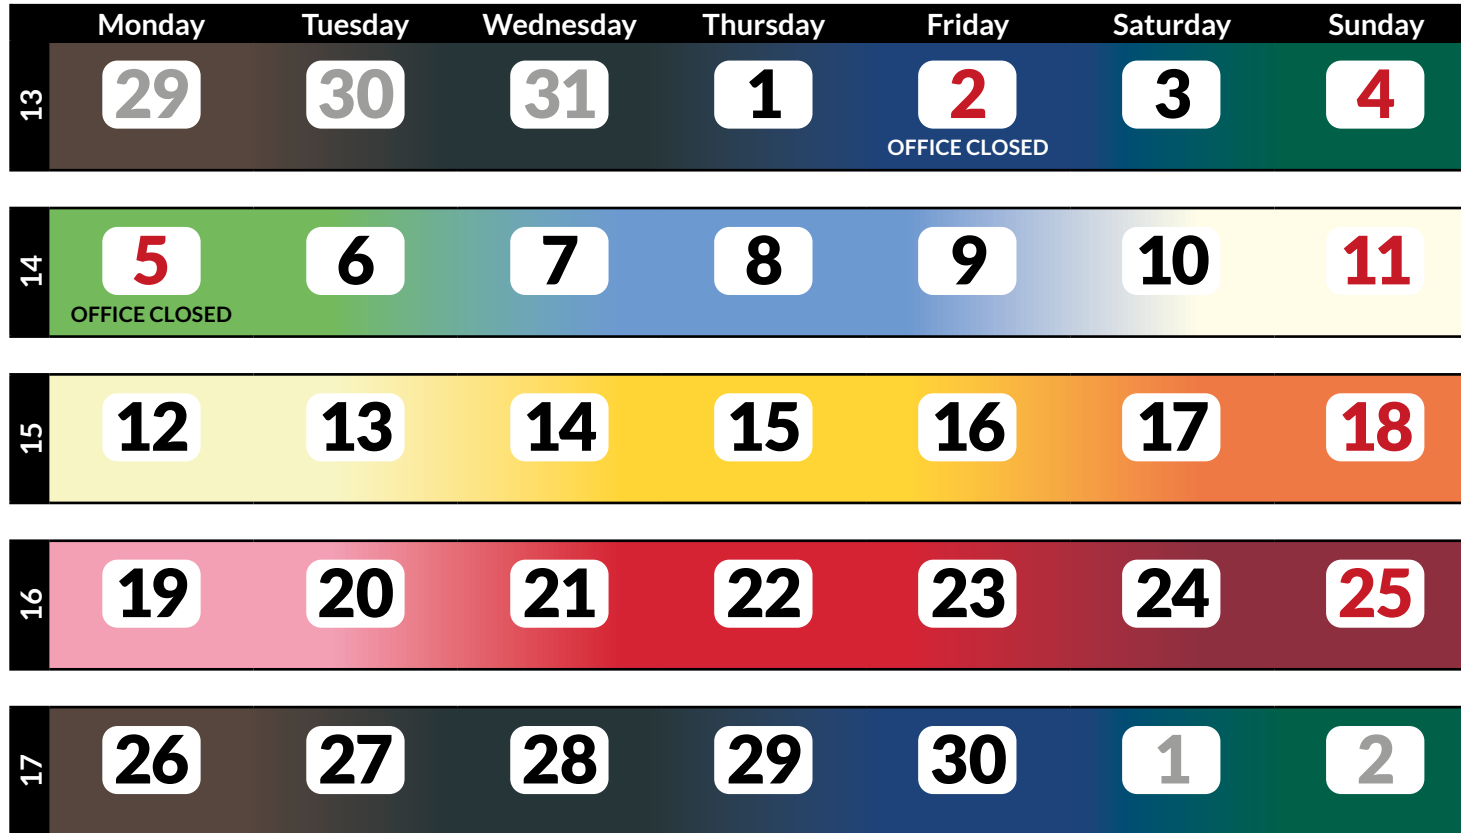 Monday Tuesday Wednesday Thursday Friday Saturday Sunday
13 29 30 31 1 2 3 4
OFFICE CLOSED
14 5 6 7 8 9 10 11
OFFICE CLOSED
15 12 13 14 15 16 17 18
16 19 20 21 22 23 24 25
17 26 27 28 29 30 1 2